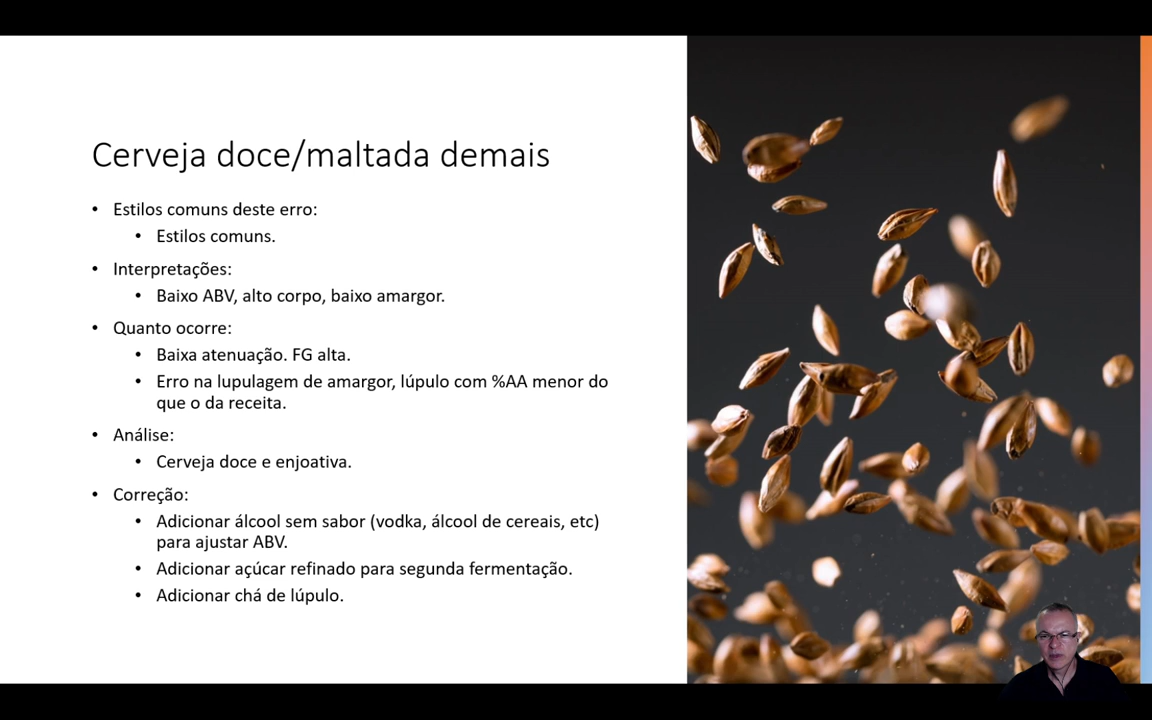 Cerveja doce/maltada demais
• Estilos comuns deste erro:
• Estilos comuns.
• Interpretações:
• Baixo ABV, alto corpo, baixo amargor.
• Quanto ocorre:
• Baixa atenuação. FG alta.
• Erro na lupulagem de amargor, lúpulo com %AA menor do
que o da receita.
• Análise:
• Cerveja doce e enjoativa.
• Correção:
• Adicionar álcool sem sabor (vodka, álcool de cereais, etc)
para ajustar ABV.
• Adicionar açúcar refinado para segunda fermentação.
• Adicionar chá de lúpulo.